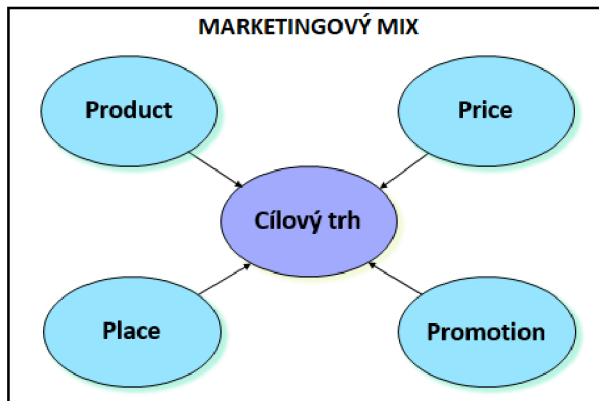 MARKETINGOVÝ MIX
Product
Price
Cílový trh
Place
Promotion